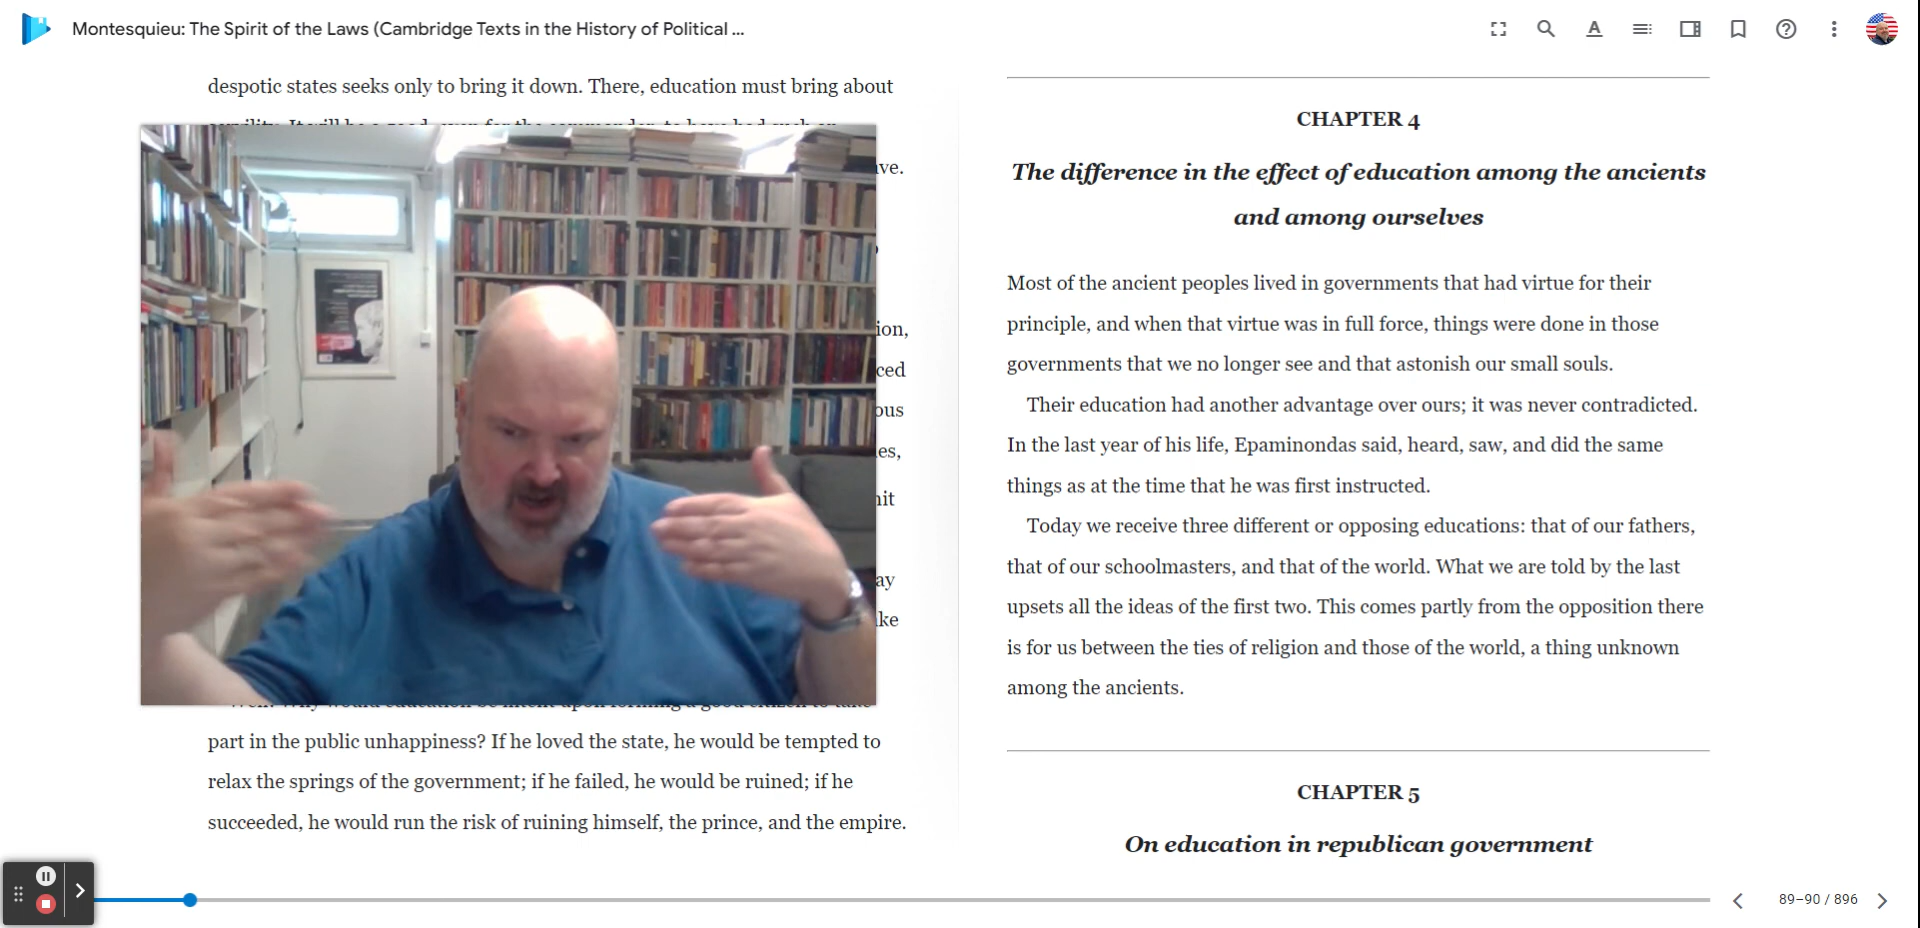 Montesquieu: The Spirit of the Laws (Cambridge Texts in the History of Political ...
despotic states seeks only to bring it down. There, education must bring about
part in the public unhappiness? If he loved the state, he would be tempted to
relax the springs of the government; if he failed, he would be ruined; if he
succeeded, he would run the risk of ruining himself, the prince, and the empire.
CHAPTER 4
The difference in the effect of education among the ancients
and among ourselves
Most of the ancient peoples lived in governments that had virtue for their
principle, and when that virtue was in full force, things were done in those
governments that we no longer see and that astonish our small souls.
Their education had another advantage over ours; it was never contradicted.
In the last year of his life, Epaminondas said, heard, saw, and did the same
things as at the time that he was first instructed.
Today we receive three different or opposing educations: that of our fathers,
that of our schoolmasters, and that of the world. What we are told by the last
upsets all the ideas of the first two. This comes partly from the opposition there
is for us between the ties of religion and those of the world, a thing unknown
among the ancients.
CHAPTER 5
On education in republican government
89–90 / 896